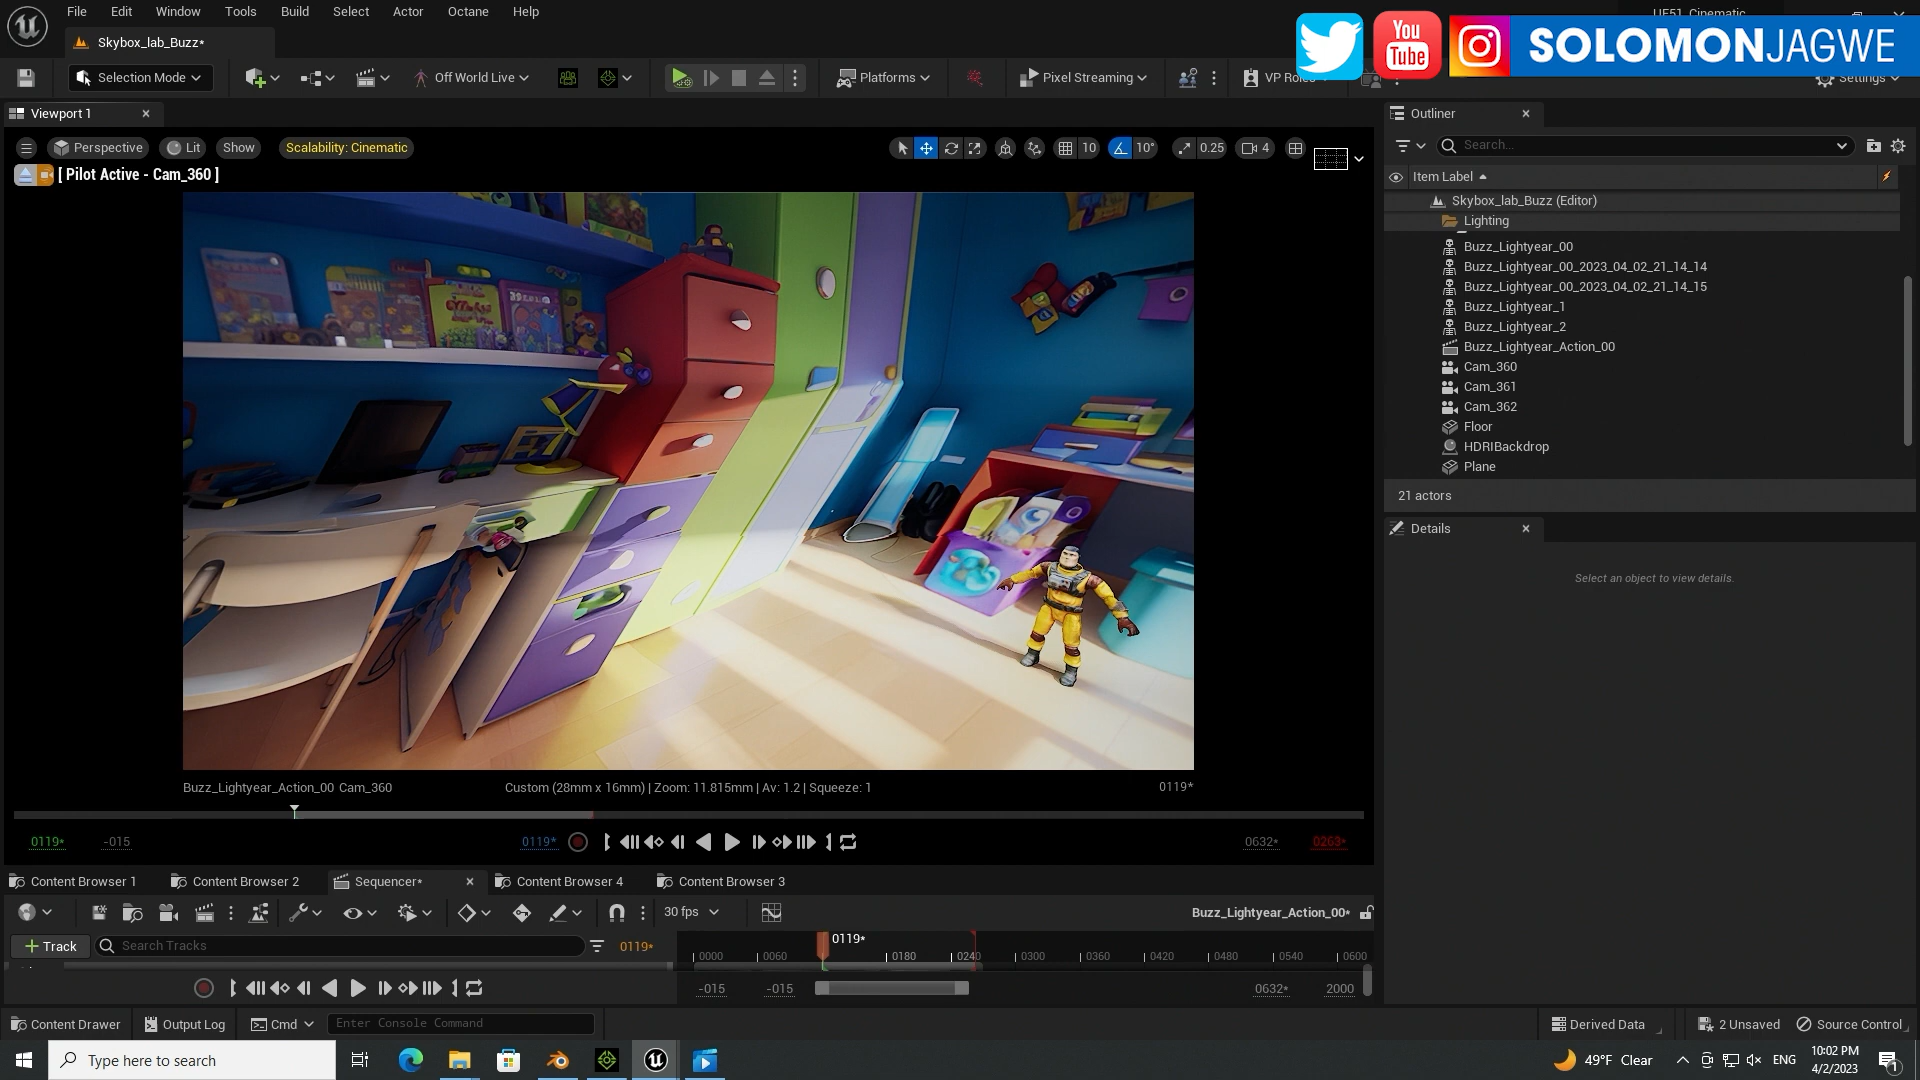 File Edit Window Tools Build Select Actor Octane Help
UE51_Cinematic
Skybox_lab_Buzz*
You
Tube
SOLOMONJAGWE
Selection Mode
Off World Live
Platforms
Pixel Streaming
VP Roles
Settings
Viewport 1
Outliner
Perspective Lit Show Scalability: Cinematic
10 10° 0.25 4
Search...
[ Pilot Active - Cam_360 ]
Item Label
Skybox_lab_Buzz (Editor)
Lighting
Buzz_Lightyear_00
Buzz_Lightyear_00_2023_04_02_21_14_14
Buzz_Lightyear_00_2023_04_02_21_14_15
Buzz_Lightyear_1
Buzz_Lightyear_2
Buzz_Lightyear_Action_00
Cam_360
Cam_361
Cam_362
Floor
HDRIBackdrop
Plane
21 actors
Details
Select an object to view details.
Buzz_Lightyear_Action_00 Cam_360 Custom (28mm x 16mm) | Zoom: 11.815mm | Av: 1.2 | Squeeze: 1 0119*
0119* -015 0119* 0632* 0263*
Content Browser 1 Content Browser 2 Sequencer* Content Browser 4 Content Browser 3
30 fps Buzz_Lightyear_Action_00*
+ Track Search Tracks 0119*
0119*
0000 0060 0180 0240 0300 0360 0420 0480 0540 0600
-015 -015 0632* 2000
Content Drawer Output Log Cmd Enter Console Command Derived Data 2 Unsaved Source Control
Type here to search
49°F Clear
ENG
10:02 PM
4/2/2023
1